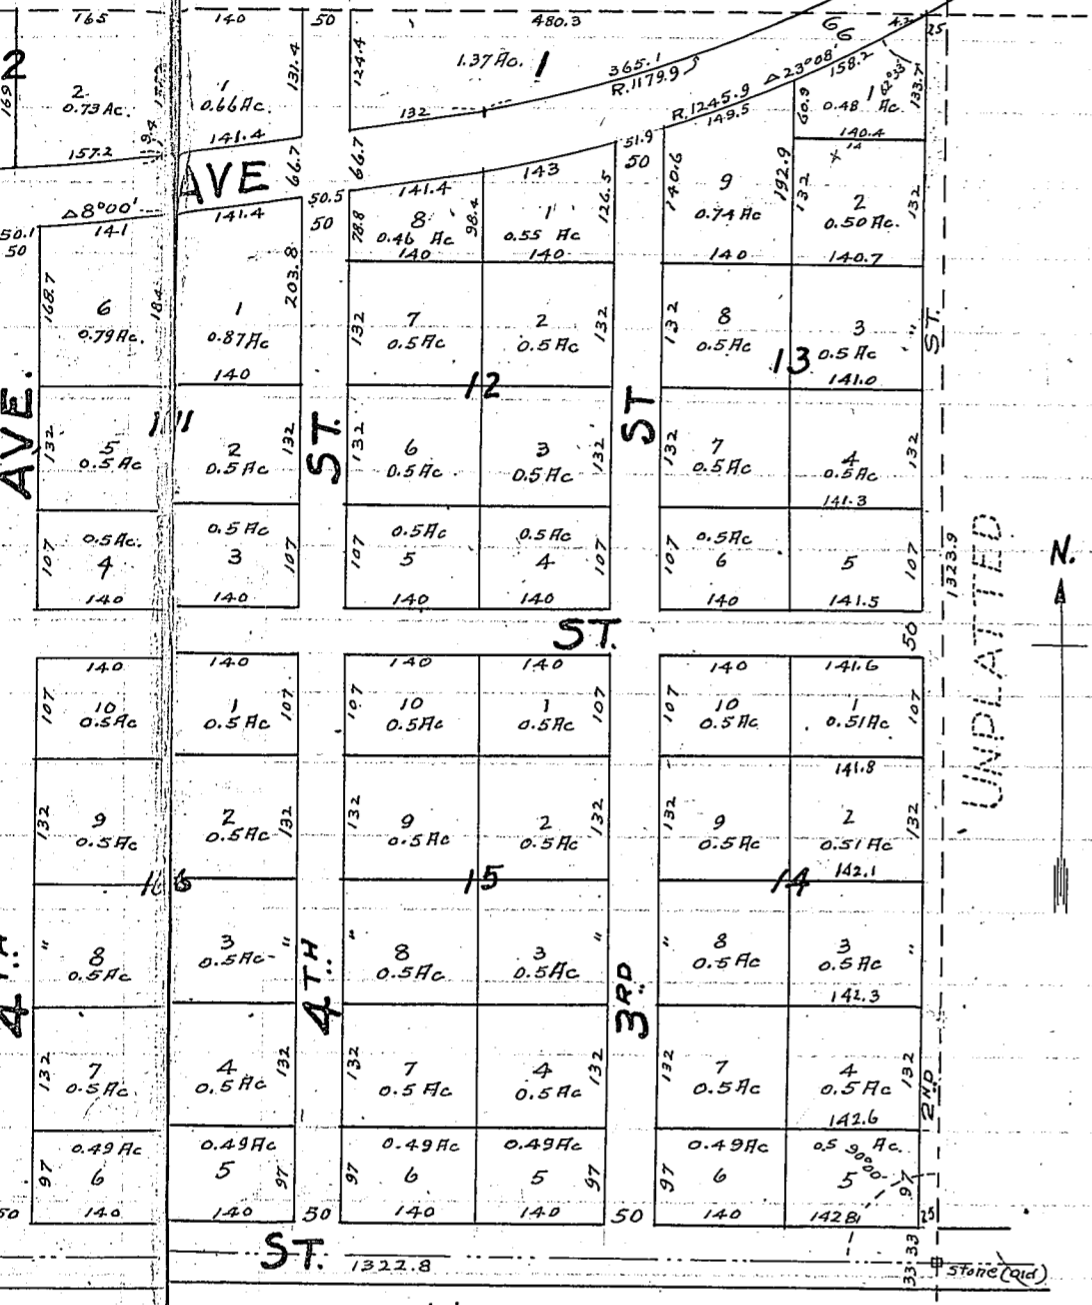 165 140 50 480.3 66 4.2 25
2 169 2 0.73 Ac. 1 0.66 Ac. 131.4 124.4 1.37 Ac. 1 365.1 R.1179.9 Δ23°08' 158.2 1 0.48 Ac. 133.7
132 R.1245.9 149.5 60.9 140.4
157.2 141.4 66.7 66.7 51.9 50 14
AVE
Δ8°00' 141.4 50.5 141.4 143 126.5 140.6 9 0.74 Ac 192.9 132 2 0.50 Ac. 132
50.1 141 50 78.8 8 0.46 Ac 98.4 1 0.55 Ac
50 140 140 140 140.7
168.7 6 0.79 Ac. 184 1 0.87 Ac 203.8 132 7 0.5 Ac 2 0.5 Ac 132 132 8 0.5 Ac 3 0.5 Ac " ST.
140 12 13 141.0
AVE. 132 5 0.5 Ac 11 2 0.5 Ac 132 ST. 132 6 0.5 Ac 3 0.5 Ac 132 ST 132 7 0.5 Ac 4 0.5 Ac 132
141.3
107 0.5 Ac. 4 0.5 Ac 3 107 107 0.5 Ac 5 0.5 Ac 4 107 107 0.5 Ac 6 5 107 1323.9 UNPLATTED N.
140 140 140 140 140 141.5
ST. 50
140 140 140 140 140 141.6
107 10 0.5 Ac 1 0.5 Ac 107 107 10 0.5 Ac 1 0.5 Ac 107 107 10 0.5 Ac 1 0.51 Ac 107
141.8
132 9 0.5 Ac 2 0.5 Ac 132 132 9 0.5 Ac 2 0.5 Ac 132 132 9 0.5 Ac 2 0.51 Ac 132
16 15 14 142.1
4TH " 8 0.5 Ac 3 0.5 Ac " 4TH " 8 0.5 Ac 3 0.5 Ac " 3RD " 8 0.5 Ac 3 0.5 Ac "
142.3
132 7 0.5 Ac 4 0.5 Ac 132 132 7 0.5 Ac 4 0.5 Ac 132 132 7 0.5 Ac 4 0.5 Ac 132 2ND
142.6
97 0.49 Ac 6 0.49 Ac 5 97 97 0.49 Ac 6 0.49 Ac 5 97 97 0.49 Ac 6 0.5 Ac. 5 90°00' 97
50 140 140 50 140 140 50 140 142.81 25
ST. 1322.8 33 33 stone (old)